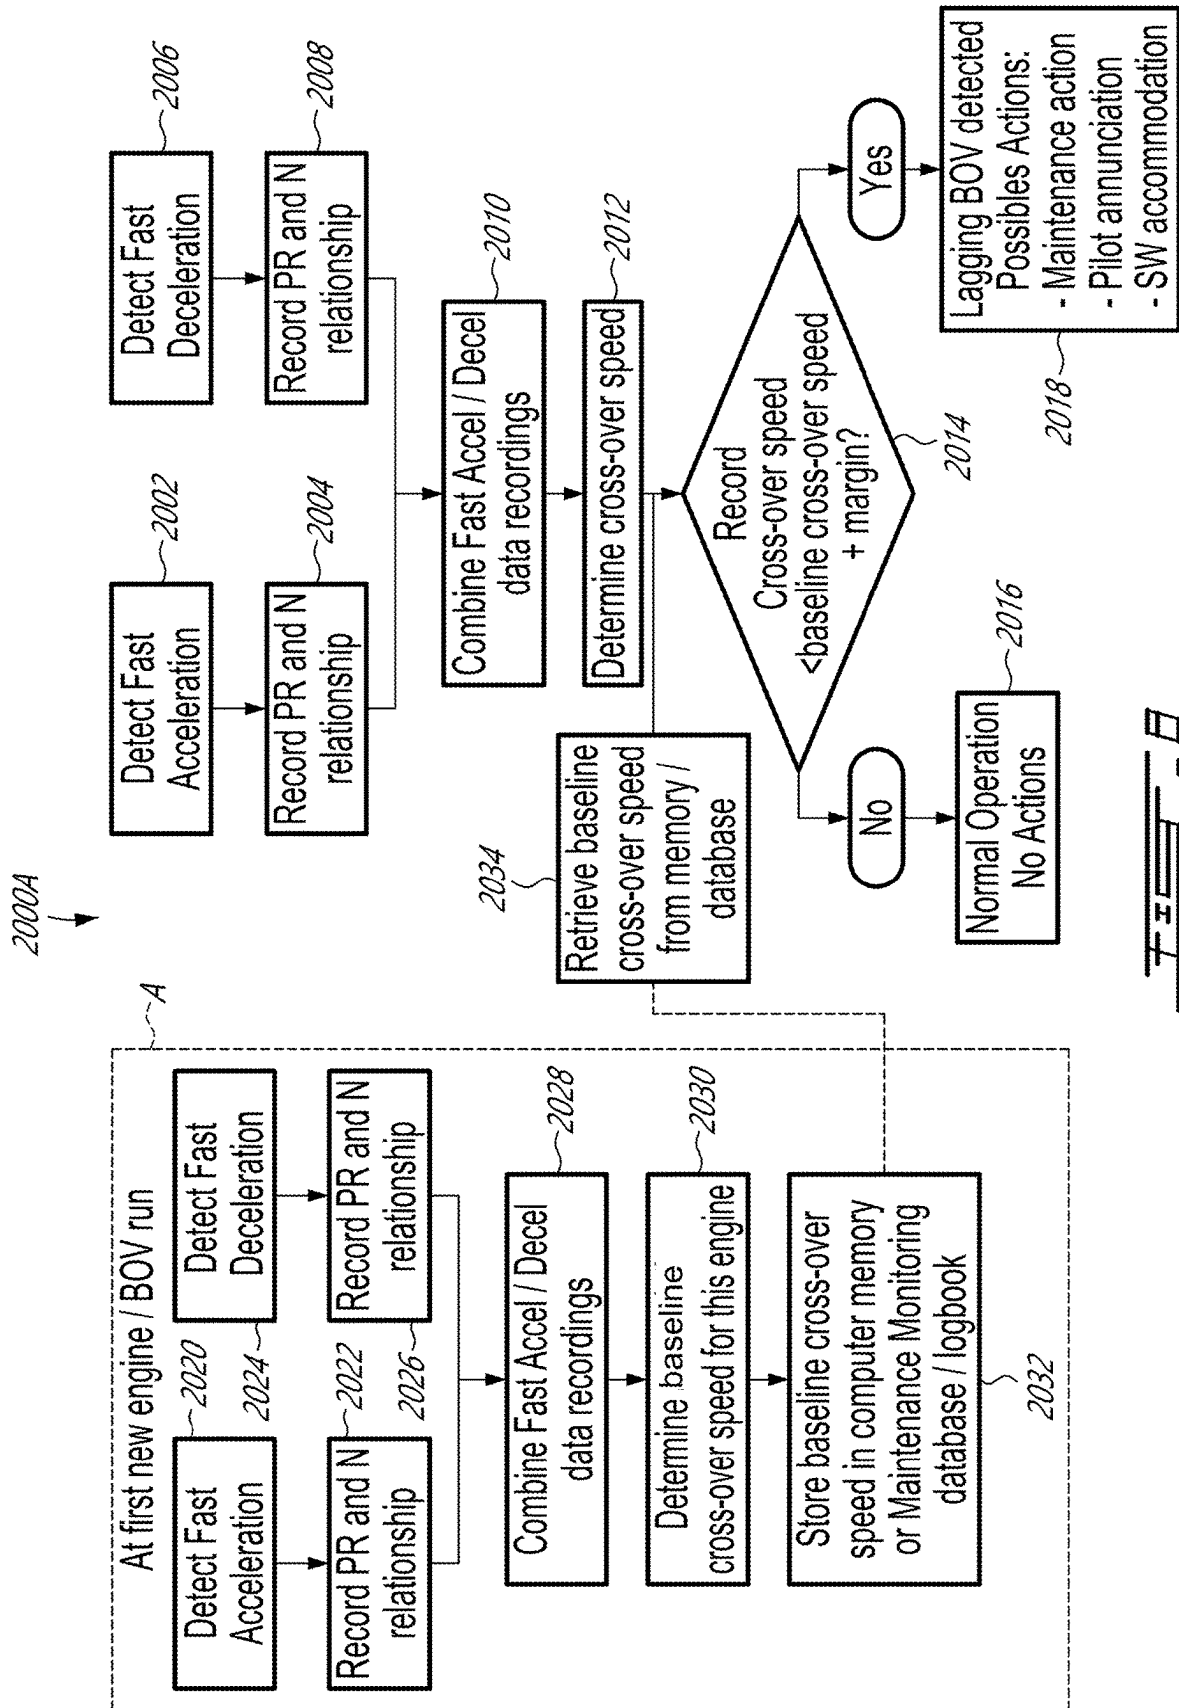 2000A
A
At first new engine / BOV run
2020
Detect Fast
Acceleration
2024
Detect Fast
Deceleration
2022
Record PR and N
relationship
2026
Record PR and N
relationship
Combine Fast Accel / Decel
data recordings
2028
Determine baseline
cross-over speed for this engine
2030
Store baseline cross-over
speed in computer memory
or Maintenance Monitoring
database / logbook
2032
2034
Retrieve baseline
cross-over speed
from memory /
database
Detect Fast
Acceleration
2002
Record PR and N
relationship
2004
Detect Fast
Deceleration
2006
Record PR and N
relationship
2008
Combine Fast Accel / Decel
data recordings
2010
Determine cross-over speed
2012
Record
Cross-over speed
<baseline cross-over speed
+ margin?
2014
No
Normal Operation
No Actions
2016
Yes
Lagging BOV detected
Possibles Actions:
- Maintenance action
- Pilot annunciation
- SW accommodation
2018